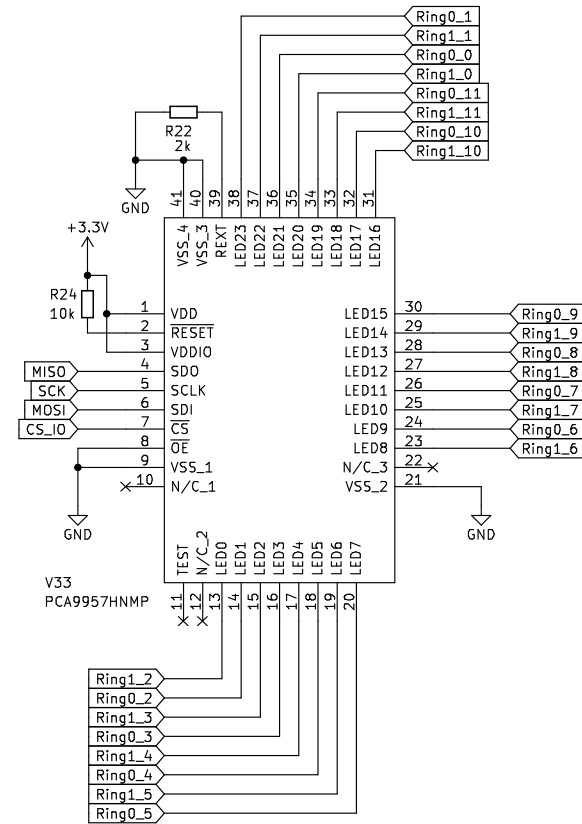 Ring0_1
Ring1_1
Ring0_0
Ring1_0
Ring0_11
Ring1_11
Ring0_10
Ring1_10
R22
2k
GND
41 40 39 38 37 36 35 34 33 32 31
VSS_4 VSS_3 REXT LED23 LED22 LED21 LED20 LED19 LED18 LED17 LED16
+3.3V
R24
10k
1 VDD LED15 30 Ring0_9
2 RESET LED14 29 Ring1_9
3 VDDIO LED13 28 Ring0_8
MISO 4 SDO LED12 27 Ring1_8
SCK 5 SCLK LED11 26 Ring0_7
MOSI 6 SDI LED10 25 Ring1_7
CS_IO 7 CS LED9 24 Ring0_6
8 OE LED8 23 Ring1_6
9 VSS_1 N/C_3 22
10 N/C_1 VSS_2 21
GND GND
TEST N/C_2 LED0 LED1 LED2 LED3 LED4 LED5 LED6 LED7
V33
PCA9957HNMP
11 12 13 14 15 16 17 18 19 20
Ring1_2
Ring0_2
Ring1_3
Ring0_3
Ring1_4
Ring0_4
Ring1_5
Ring0_5